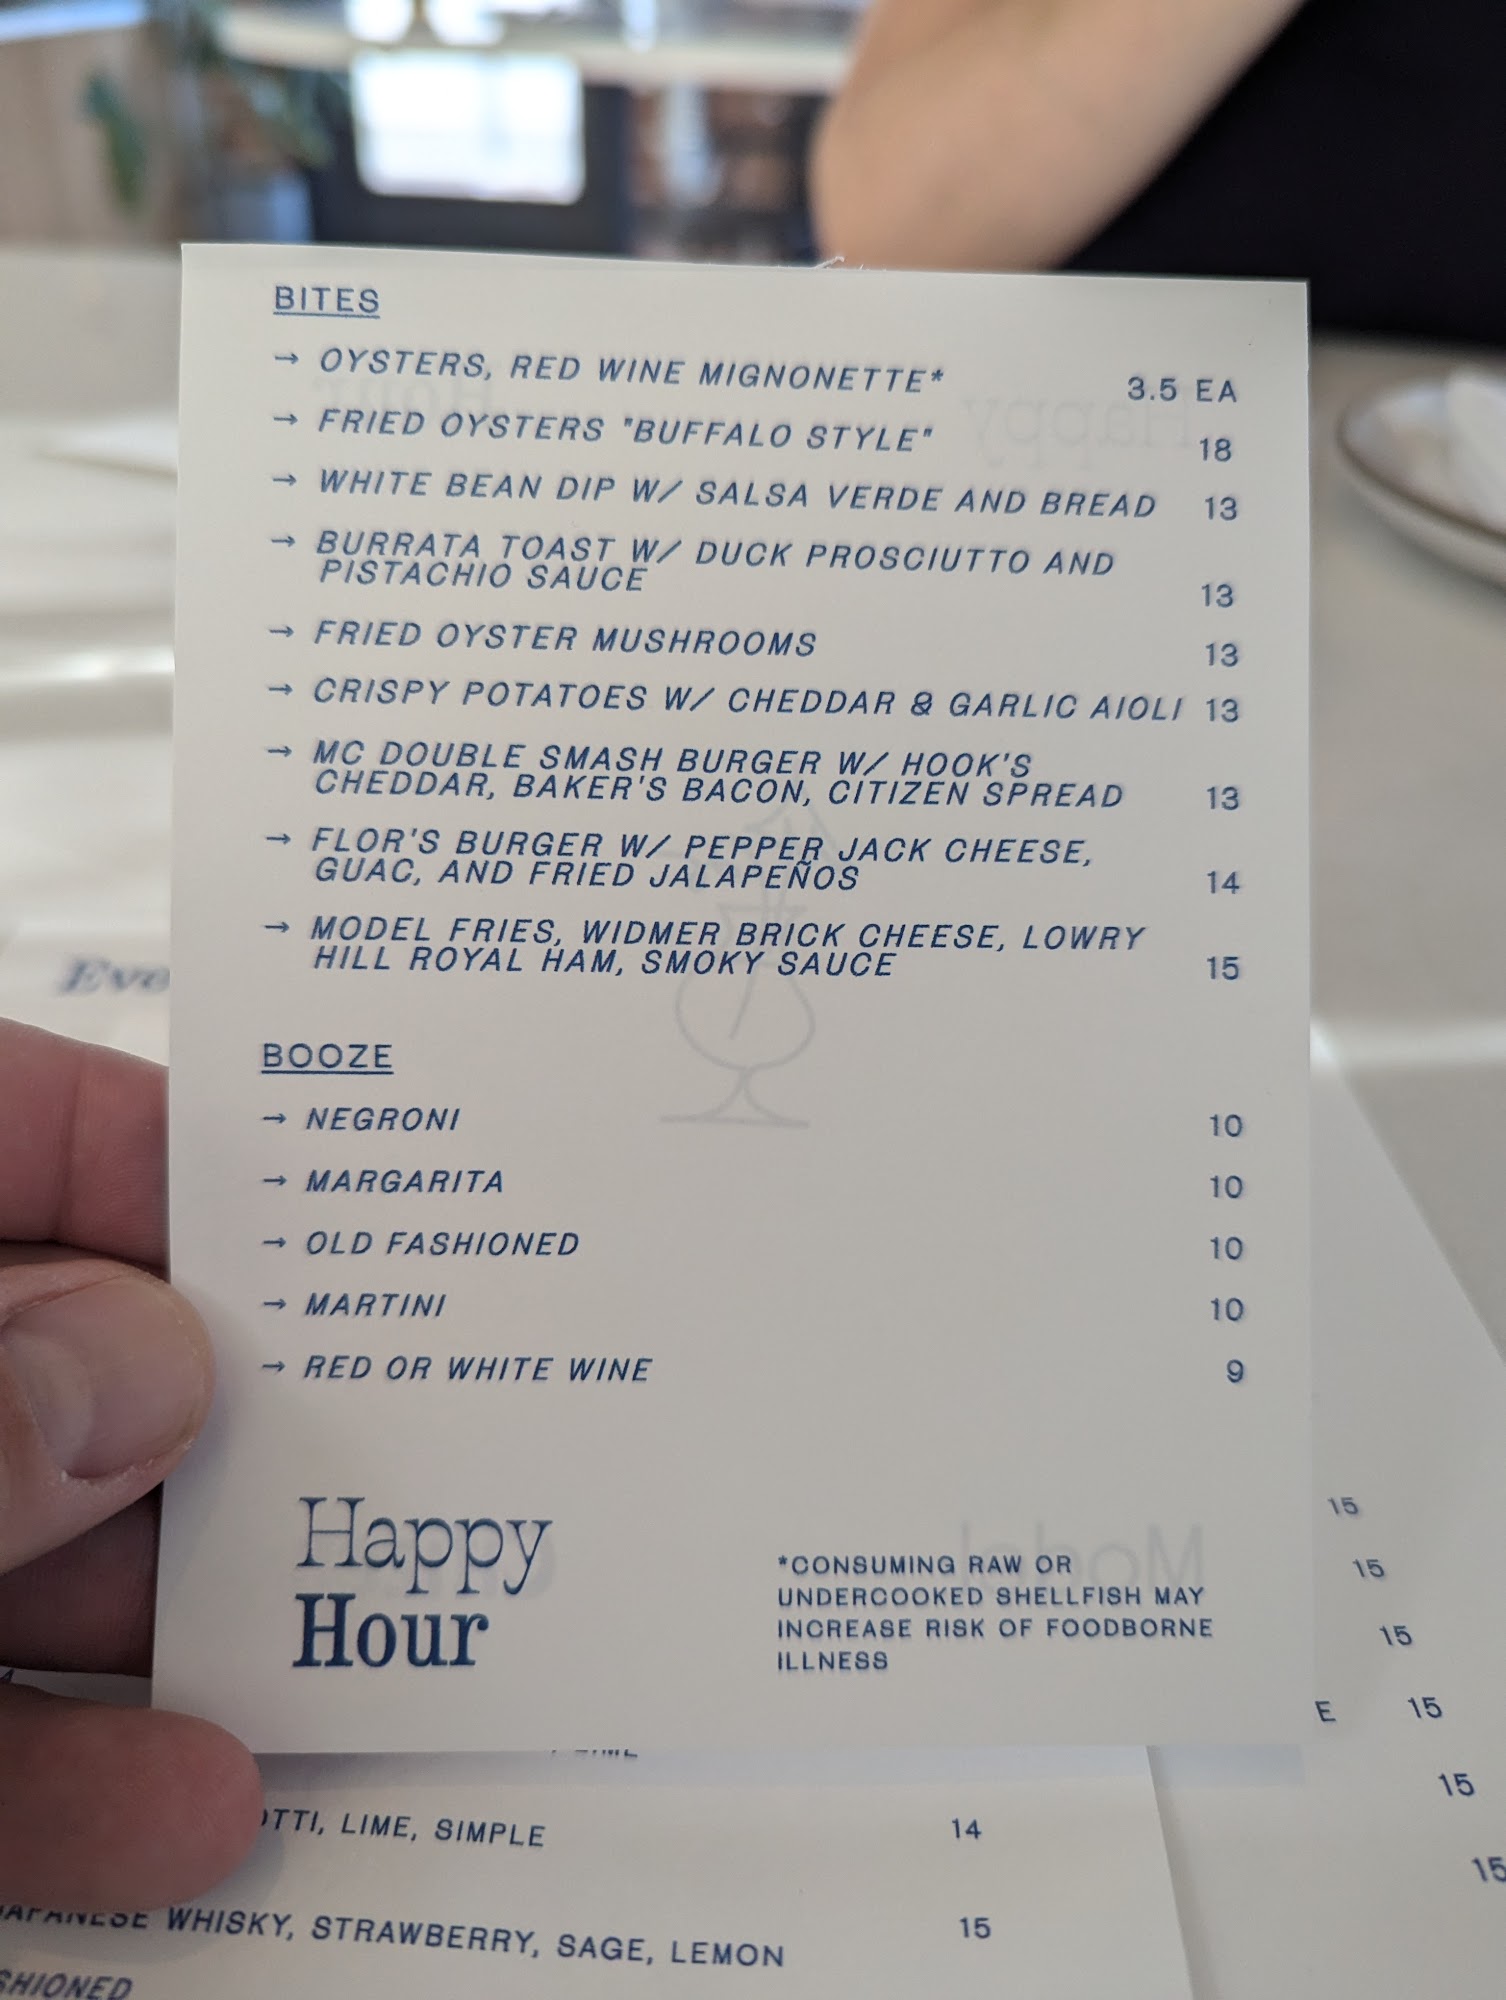 BITES
→ OYSTERS, RED WINE MIGNONETTE* 3.5 EA
→ FRIED OYSTERS "BUFFALO STYLE" 18
→ WHITE BEAN DIP W/ SALSA VERDE AND BREAD 13
→ BURRATA TOAST W/ DUCK PROSCIUTTO AND
PISTACHIO SAUCE 13
→ FRIED OYSTER MUSHROOMS 13
→ CRISPY POTATOES W/ CHEDDAR & GARLIC AIOLI 13
→ MC DOUBLE SMASH BURGER W/ HOOK'S
CHEDDAR, BAKER'S BACON, CITIZEN SPREAD 13
→ FLOR'S BURGER W/ PEPPER JACK CHEESE,
GUAC, AND FRIED JALAPEÑOS 14
→ MODEL FRIES, WIDMER BRICK CHEESE, LOWRY
HILL ROYAL HAM, SMOKY SAUCE 15
BOOZE
→ NEGRONI 10
→ MARGARITA 10
→ OLD FASHIONED 10
→ MARTINI 10
→ RED OR WHITE WINE 9
Happy
Hour
*CONSUMING RAW OR
UNDERCOOKED SHELLFISH MAY
INCREASE RISK OF FOODBORNE
ILLNESS
15
15
15
E 15
15
15
LIME, SIMPLE 14
WHISKY, STRAWBERRY, SAGE, LEMON 15